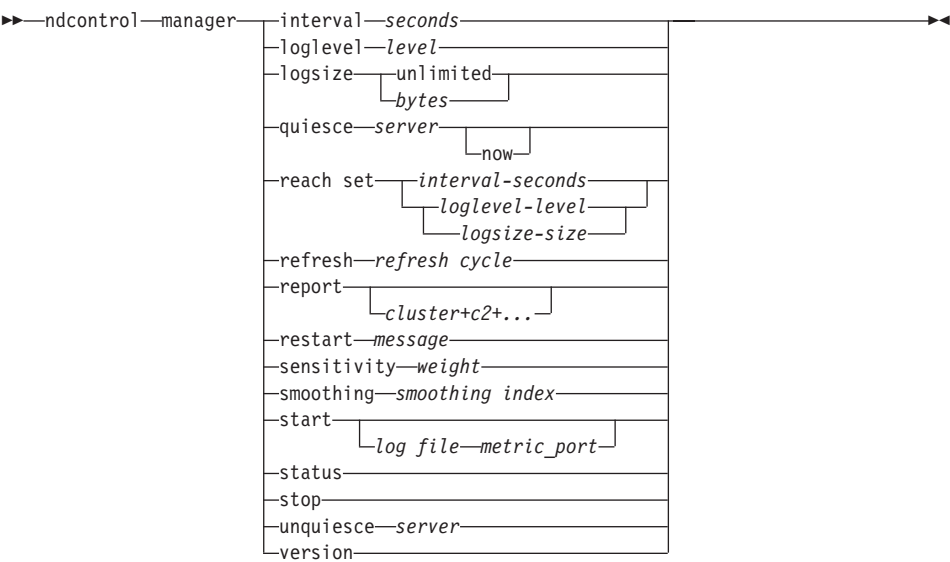 ndcontrol manager interval seconds
loglevel level
logsize unlimited
bytes
quiesce server
now
reach set interval-seconds
loglevel-level
logsize-size
refresh refresh cycle
report
cluster+c2+...
restart message
sensitivity weight
smoothing smoothing index
start
log file metric_port
status
stop
unquiesce server
version